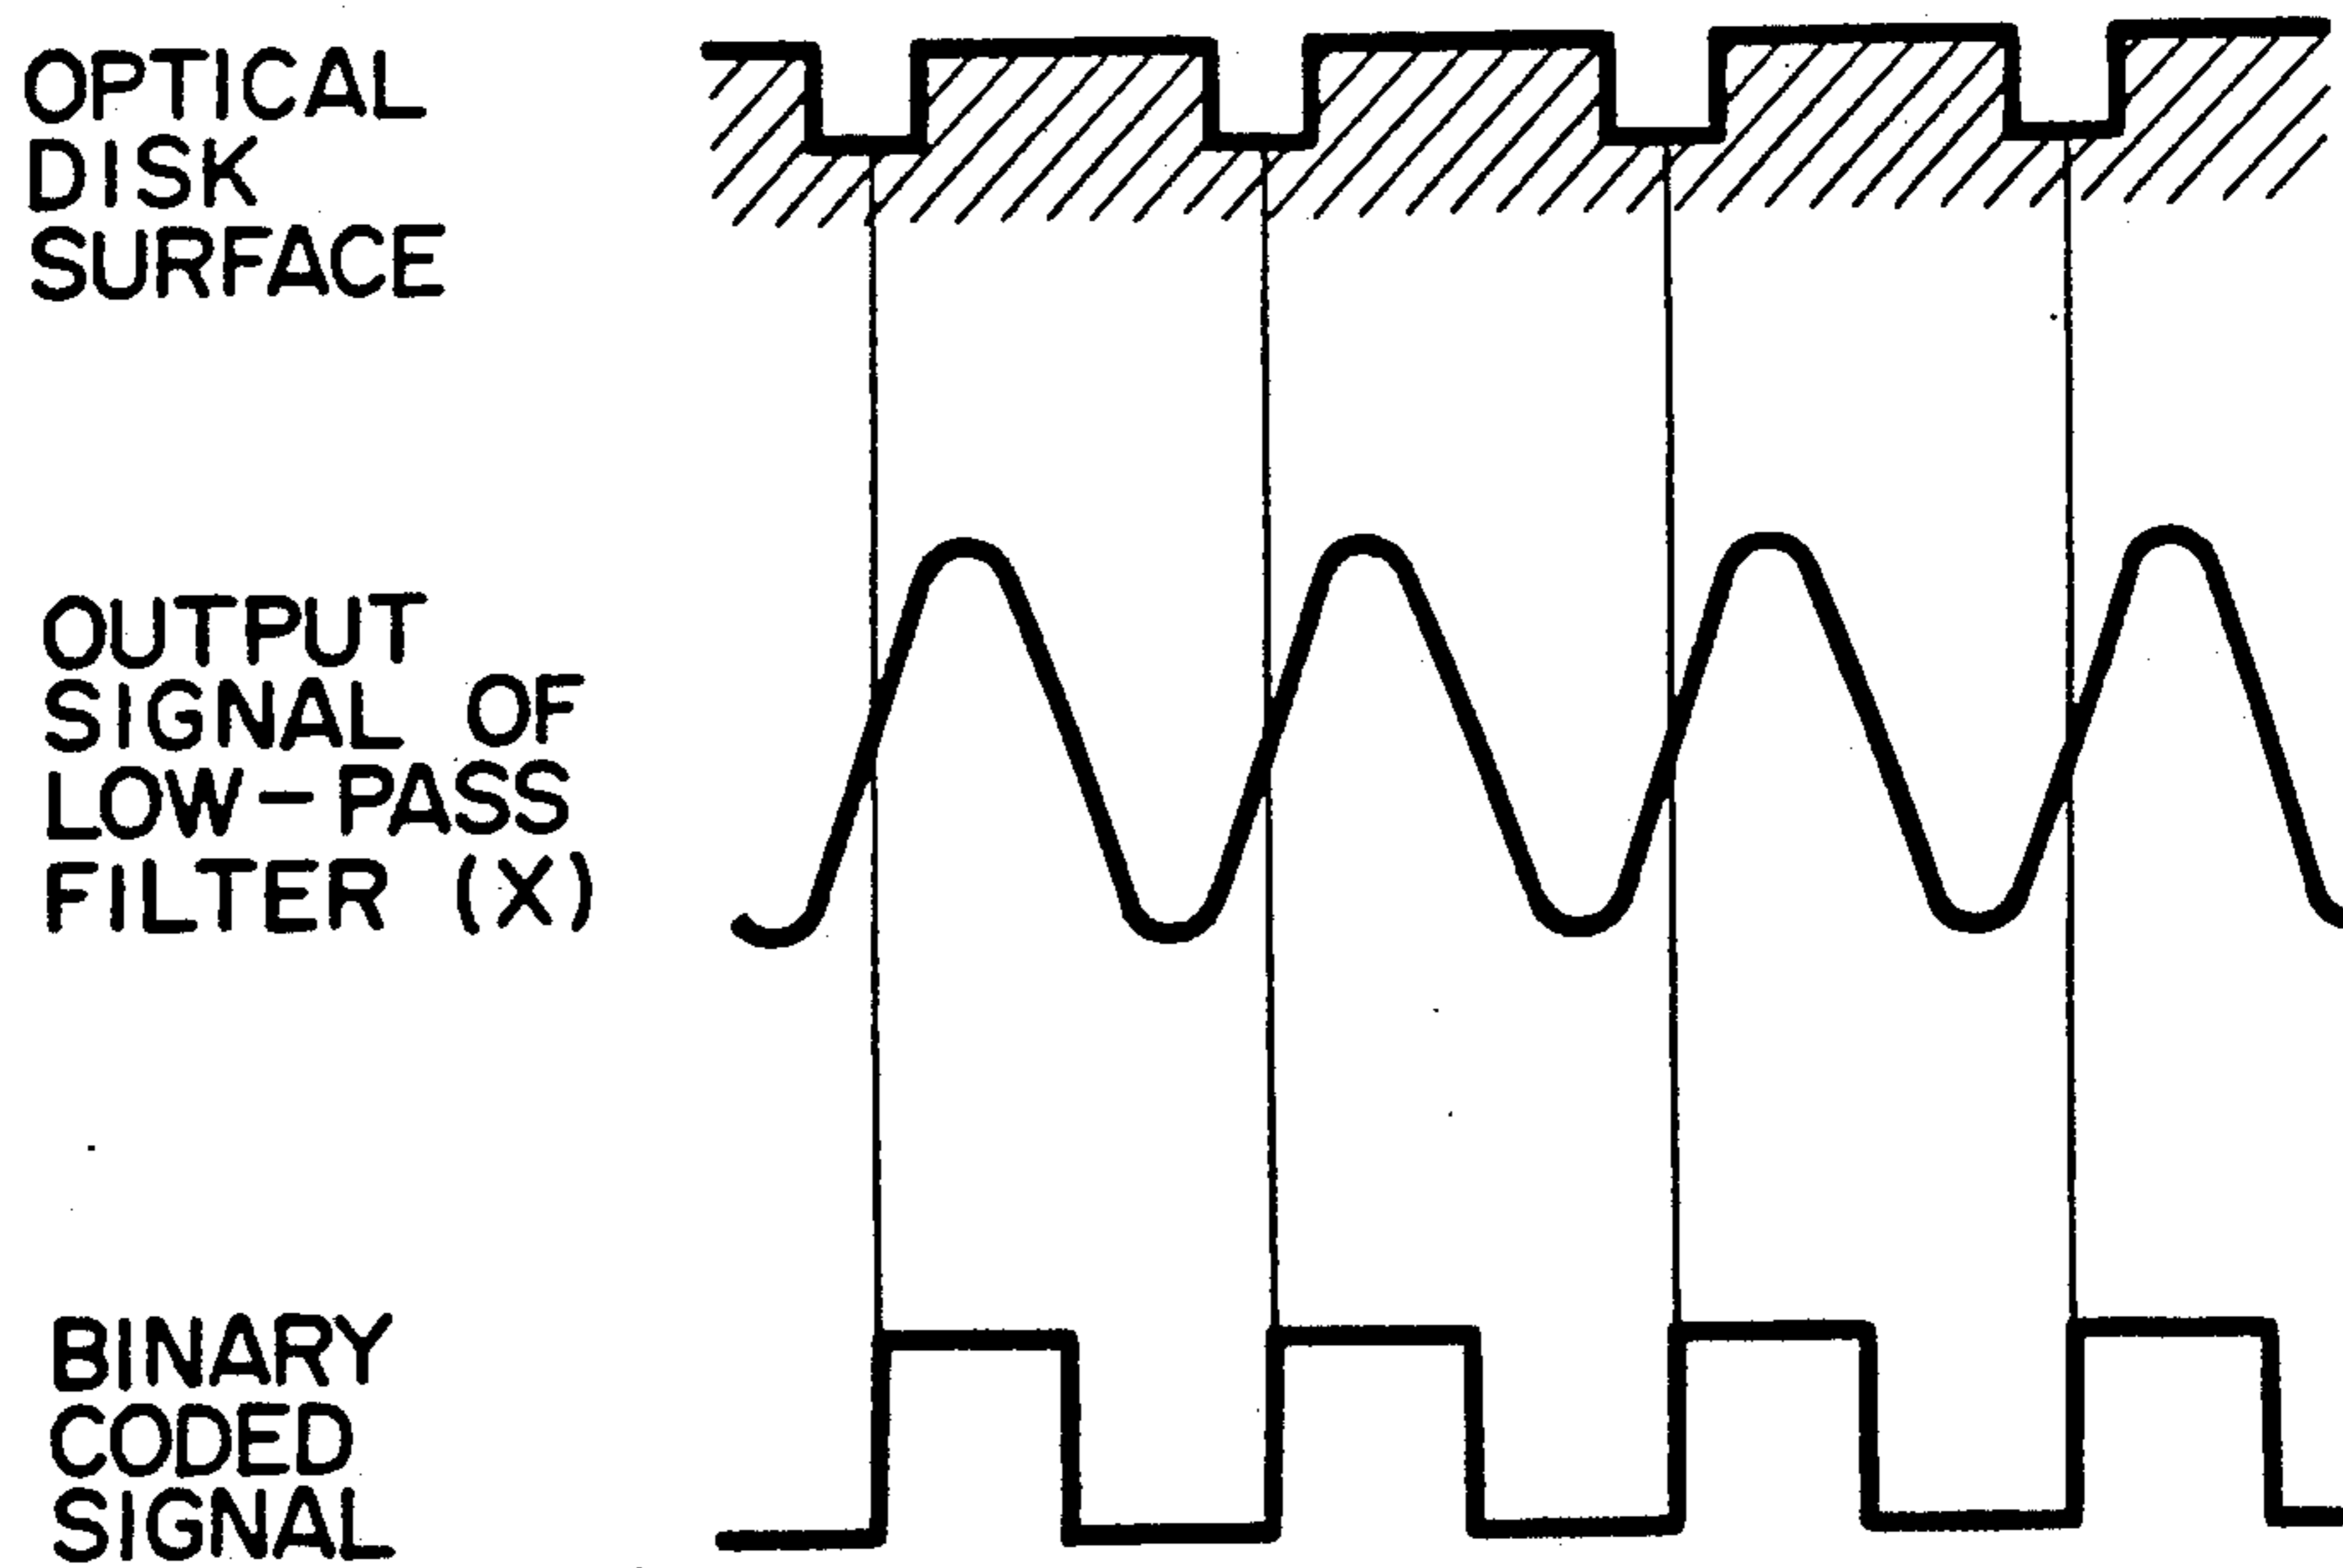 OPTICAL
DISK
SURFACE
OUTPUT
SIGNAL OF
LOW-PASS
FILTER (X)
BINARY
CODED
SIGNAL